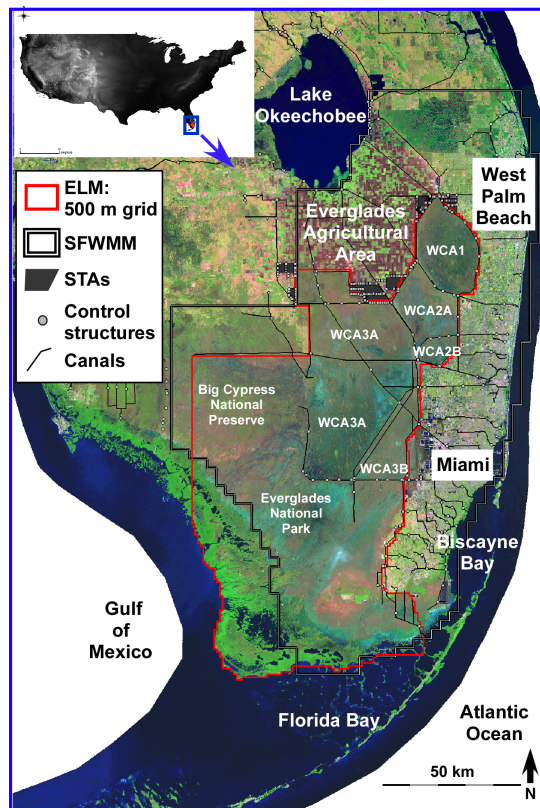 Lake
Okeechobee
ELM:
500 m grid
SFWMM
STAs
Control
structures
Canals
West
Palm
Beach
Everglades
Agricultural
Area
WCA1
WCA2A
WCA3A
WCA2B
Big Cypress
National
Preserve
WCA3A
WCA3B
Miami
Everglades
National
Park
Biscayne
Bay
Gulf
of
Mexico
Florida Bay
Atlantic
Ocean
50 km
N